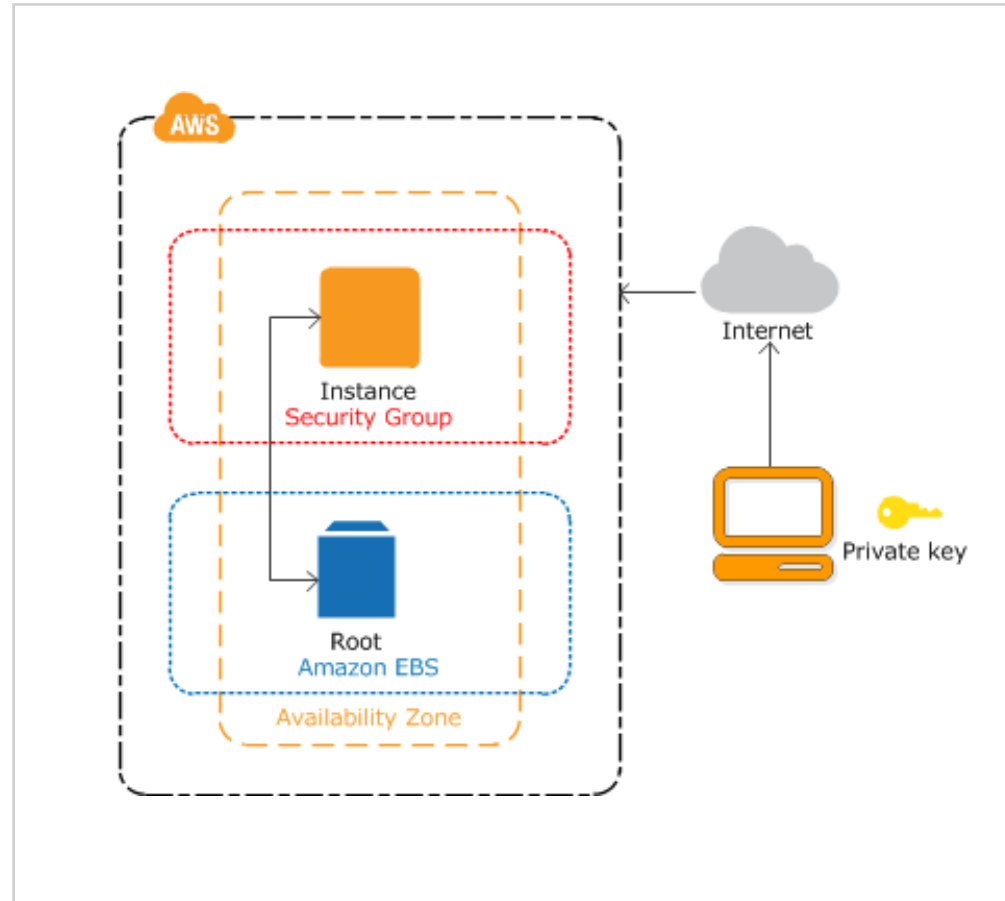 AWS
Instance
Security Group
Internet
Private key
Root
Amazon EBS
Availability Zone